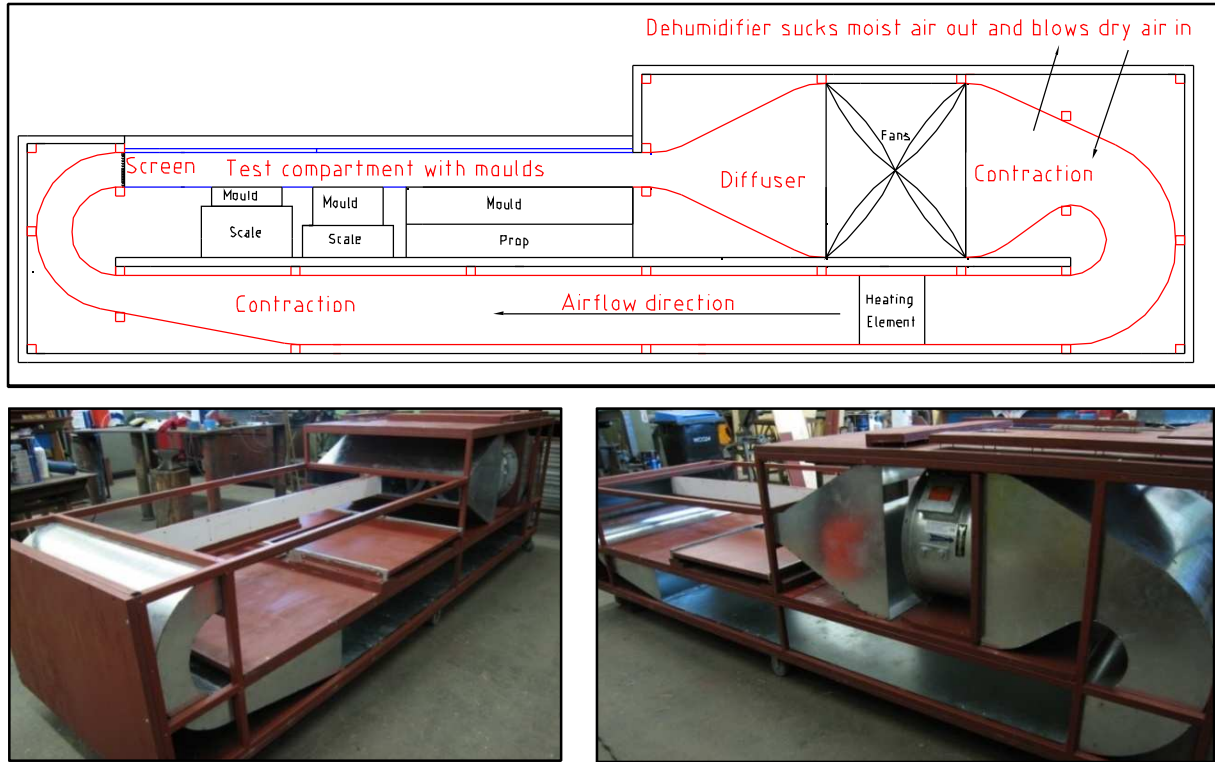 Dehumidifier sucks moist air out and blows dry air in
Fans
Screen
Test compartment with moulds
Diffuser
Contraction
Mould
Mould
Mould
Scale
Scale
Prop
Contraction
Airflow direction
Heating
Element